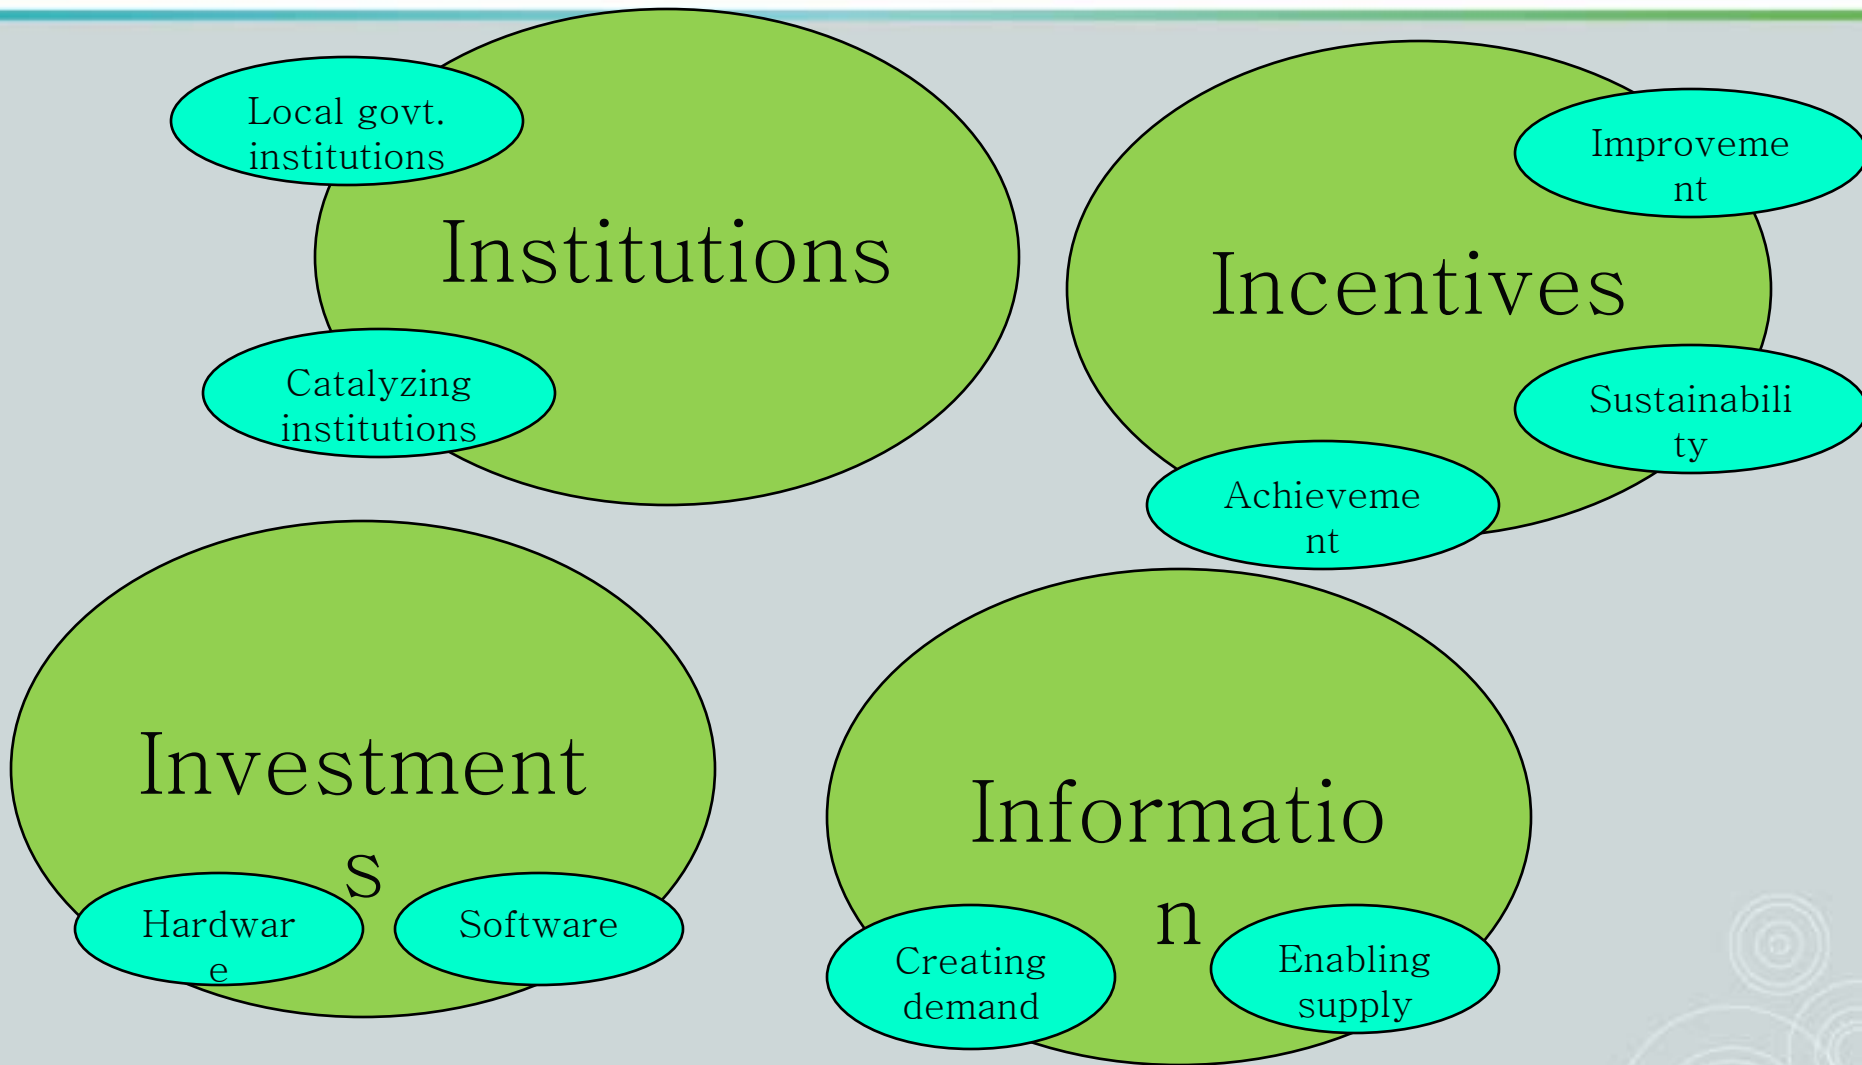 Local govt.
institutions
Institutions
Catalyzing
institutions
Improveme
nt
Incentives
Sustainabili
ty
Achieveme
nt
Investment
s
Hardwar
e
Software
Informatio
n
Creating
demand
Enabling
supply